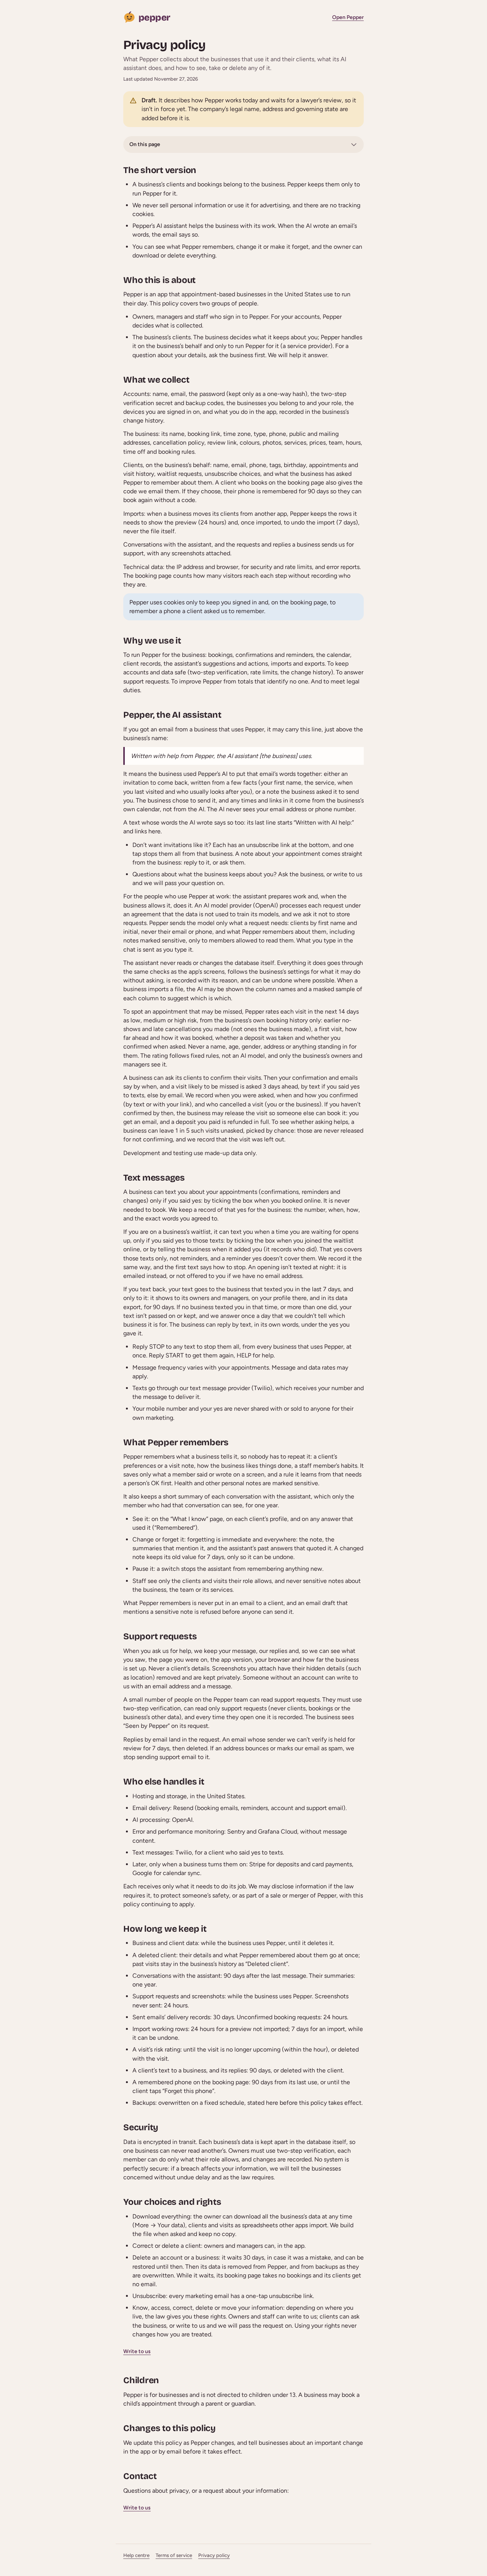 pepper
Open Pepper
Privacy policy
What Pepper collects about the businesses that use it and their clients, what its AI
assistant does, and how to see, take or delete any of it.
Last updated November 27, 2026
Draft. It describes how Pepper works today and waits for a lawyer's review, so it
isn't in force yet. The company's legal name, address and governing state are
added before it is.
On this page
The short version
• A business's clients and bookings belong to the business. Pepper keeps them only to
run Pepper for it.
• We never sell personal information or use it for advertising, and there are no tracking
cookies.
• Pepper's AI assistant helps the business with its work. When the AI wrote an email's
words, the email says so.
• You can see what Pepper remembers, change it or make it forget, and the owner can
download or delete everything.
Who this is about
Pepper is an app that appointment-based businesses in the United States use to run
their day. This policy covers two groups of people.
• Owners, managers and staff who sign in to Pepper. For your accounts, Pepper
decides what is collected.
• The business's clients. The business decides what it keeps about you; Pepper handles
it on the business's behalf and only to run Pepper for it (a service provider). For a
question about your details, ask the business first. We will help it answer.
What we collect
Accounts: name, email, the password (kept only as a one-way hash), the two-step
verification secret and backup codes, the businesses you belong to and your role, the
devices you are signed in on, and what you do in the app, recorded in the business's
change history.
The business: its name, booking link, time zone, type, phone, public and mailing
addresses, cancellation policy, review link, colours, photos, services, prices, team, hours,
time off and booking rules.
Clients, on the business's behalf: name, email, phone, tags, birthday, appointments and
visit history, waitlist requests, unsubscribe choices, and what the business has asked
Pepper to remember about them. A client who books on the booking page also gives the
code we email them. If they choose, their phone is remembered for 90 days so they can
book again without a code.
Imports: when a business moves its clients from another app, Pepper keeps the rows it
needs to show the preview (24 hours) and, once imported, to undo the import (7 days),
never the file itself.
Conversations with the assistant, and the requests and replies a business sends us for
support, with any screenshots attached.
Technical data: the IP address and browser, for security and rate limits, and error reports.
The booking page counts how many visitors reach each step without recording who
they are.
Pepper uses cookies only to keep you signed in and, on the booking page, to
remember a phone a client asked us to remember.
Why we use it
To run Pepper for the business: bookings, confirmations and reminders, the calendar,
client records, the assistant's suggestions and actions, imports and exports. To keep
accounts and data safe (two-step verification, rate limits, the change history). To answer
support requests. To improve Pepper from totals that identify no one. And to meet legal
duties.
Pepper, the AI assistant
If you got an email from a business that uses Pepper, it may carry this line, just above the
business's name:
Written with help from Pepper, the AI assistant [the business] uses.
It means the business used Pepper's AI to put that email's words together: either an
invitation to come back, written from a few facts (your first name, the service, when
you last visited and who usually looks after you), or a note the business asked it to send
you. The business chose to send it, and any times and links in it come from the business's
own calendar, not from the AI. The AI never sees your email address or phone number.
A text whose words the AI wrote says so too: its last line starts "Written with AI help:"
and links here.
• Don't want invitations like it? Each has an unsubscribe link at the bottom, and one
tap stops them all from that business. A note about your appointment comes straight
from the business: reply to it, or ask them.
• Questions about what the business keeps about you? Ask the business, or write to us
and we will pass your question on.
For the people who use Pepper at work: the assistant prepares work and, when the
business allows it, does it. An AI model provider (OpenAI) processes each request under
an agreement that the data is not used to train its models, and we ask it not to store
requests. Pepper sends the model only what a request needs: clients by first name and
initial, never their email or phone, and what Pepper remembers about them, including
notes marked sensitive, only to members allowed to read them. What you type in the
chat is sent as you type it.
The assistant never reads or changes the database itself. Everything it does goes through
the same checks as the app's screens, follows the business's settings for what it may do
without asking, is recorded with its reason, and can be undone where possible. When a
business imports a file, the AI may be shown the column names and a masked sample of
each column to suggest which is which.
To spot an appointment that may be missed, Pepper rates each visit in the next 14 days
as low, medium or high risk, from the business's own booking history only: earlier no-
shows and late cancellations you made (not ones the business made), a first visit, how
far ahead and how it was booked, whether a deposit was taken and whether you
confirmed when asked. Never a name, age, gender, address or anything standing in for
them. The rating follows fixed rules, not an AI model, and only the business's owners and
managers see it.
A business can ask its clients to confirm their visits. Then your confirmation and emails
say by when, and a visit likely to be missed is asked 3 days ahead, by text if you said yes
to texts, else by email. We record when you were asked, when and how you confirmed
(by text or with your link), and who cancelled a visit (you or the business). If you haven't
confirmed by then, the business may release the visit so someone else can book it: you
get an email, and a deposit you paid is refunded in full. To see whether asking helps, a
business can leave 1 in 5 such visits unasked, picked by chance: those are never released
for not confirming, and we record that the visit was left out.
Development and testing use made-up data only.
Text messages
A business can text you about your appointments (confirmations, reminders and
changes) only if you said yes: by ticking the box when you booked online. It is never
needed to book. We keep a record of that yes for the business: the number, when, how,
and the exact words you agreed to.
If you are on a business's waitlist, it can text you when a time you are waiting for opens
up, only if you said yes to those texts: by ticking the box when you joined the waitlist
online, or by telling the business when it added you (it records who did). That yes covers
those texts only, not reminders, and a reminder yes doesn't cover them. We record it the
same way, and the first text says how to stop. An opening isn't texted at night: it is
emailed instead, or not offered to you if we have no email address.
If you text back, your text goes to the business that texted you in the last 7 days, and
only to it: it shows to its owners and managers, on your profile there, and in its data
export, for 90 days. If no business texted you in that time, or more than one did, your
text isn't passed on or kept, and we answer once a day that we couldn't tell which
business it is for. The business can reply by text, in its own words, under the yes you
gave it.
• Reply STOP to any text to stop them all, from every business that uses Pepper, at
once. Reply START to get them again, HELP for help.
• Message frequency varies with your appointments. Message and data rates may
apply.
• Texts go through our text message provider (Twilio), which receives your number and
the message to deliver it.
• Your mobile number and your yes are never shared with or sold to anyone for their
own marketing.
What Pepper remembers
Pepper remembers what a business tells it, so nobody has to repeat it: a client's
preferences or a visit note, how the business likes things done, a staff member's habits. It
saves only what a member said or wrote on a screen, and a rule it learns from that needs
a person's OK first. Health and other personal notes are marked sensitive.
It also keeps a short summary of each conversation with the assistant, which only the
member who had that conversation can see, for one year.
• See it: on the "What I know" page, on each client's profile, and on any answer that
used it ("Remembered").
• Change or forget it: forgetting is immediate and everywhere: the note, the
summaries that mention it, and the assistant's past answers that quoted it. A changed
note keeps its old value for 7 days, only so it can be undone.
• Pause it: a switch stops the assistant from remembering anything new.
• Staff see only the clients and visits their role allows, and never sensitive notes about
the business, the team or its services.
What Pepper remembers is never put in an email to a client, and an email draft that
mentions a sensitive note is refused before anyone can send it.
Support requests
When you ask us for help, we keep your message, our replies and, so we can see what
you saw, the page you were on, the app version, your browser and how far the business
is set up. Never a client's details. Screenshots you attach have their hidden details (such
as location) removed and are kept privately. Someone without an account can write to
us with an email address and a message.
A small number of people on the Pepper team can read support requests. They must use
two-step verification, can read only support requests (never clients, bookings or the
business's other data), and every time they open one it is recorded. The business sees
"Seen by Pepper" on its request.
Replies by email land in the request. An email whose sender we can't verify is held for
review for 7 days, then deleted. If an address bounces or marks our email as spam, we
stop sending support email to it.
Who else handles it
• Hosting and storage, in the United States.
• Email delivery: Resend (booking emails, reminders, account and support email).
• AI processing: OpenAI.
• Error and performance monitoring: Sentry and Grafana Cloud, without message
content.
• Text messages: Twilio, for a client who said yes to texts.
• Later, only when a business turns them on: Stripe for deposits and card payments,
Google for calendar sync.
Each receives only what it needs to do its job. We may disclose information if the law
requires it, to protect someone's safety, or as part of a sale or merger of Pepper, with this
policy continuing to apply.
How long we keep it
• Business and client data: while the business uses Pepper, until it deletes it.
• A deleted client: their details and what Pepper remembered about them go at once;
past visits stay in the business's history as "Deleted client".
• Conversations with the assistant: 90 days after the last message. Their summaries:
one year.
• Support requests and screenshots: while the business uses Pepper. Screenshots
never sent: 24 hours.
• Sent emails' delivery records: 30 days. Unconfirmed booking requests: 24 hours.
• Import working rows: 24 hours for a preview not imported; 7 days for an import, while
it can be undone.
• A visit's risk rating: until the visit is no longer upcoming (within the hour), or deleted
with the visit.
• A client's text to a business, and its replies: 90 days, or deleted with the client.
• A remembered phone on the booking page: 90 days from its last use, or until the
client taps "Forget this phone".
• Backups: overwritten on a fixed schedule, stated here before this policy takes effect.
Security
Data is encrypted in transit. Each business's data is kept apart in the database itself, so
one business can never read another's. Owners must use two-step verification, each
member can do only what their role allows, and changes are recorded. No system is
perfectly secure: if a breach affects your information, we will tell the businesses
concerned without undue delay and as the law requires.
Your choices and rights
• Download everything: the owner can download all the business's data at any time
(More → Your data), clients and visits as spreadsheets other apps import. We build
the file when asked and keep no copy.
• Correct or delete a client: owners and managers can, in the app.
• Delete an account or a business: it waits 30 days, in case it was a mistake, and can be
restored until then. Then its data is removed from Pepper, and from backups as they
are overwritten. While it waits, its booking page takes no bookings and its clients get
no email.
• Unsubscribe: every marketing email has a one-tap unsubscribe link.
• Know, access, correct, delete or move your information: depending on where you
live, the law gives you these rights. Owners and staff can write to us; clients can ask
the business, or write to us and we will pass the request on. Using your rights never
changes how you are treated.
Write to us
Children
Pepper is for businesses and is not directed to children under 13. A business may book a
child's appointment through a parent or guardian.
Changes to this policy
We update this policy as Pepper changes, and tell businesses about an important change
in the app or by email before it takes effect.
Contact
Questions about privacy, or a request about your information:
Write to us
Help centre Terms of service Privacy policy